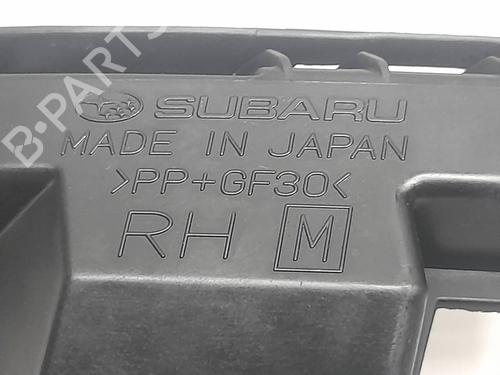 B-PARTS
SUBARU
MADE IN JAPAN
>PP+GF30<
RH M